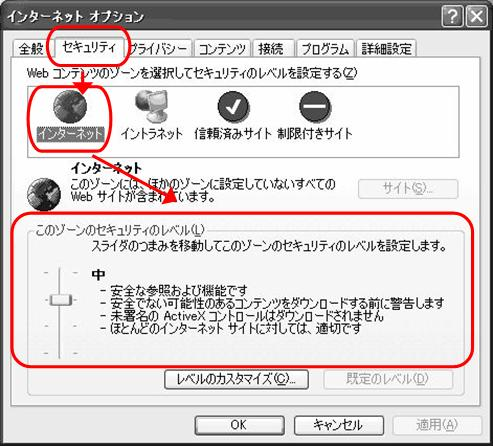 インターネット オプション
全般 セキュリティ プライバシー コンテンツ 接続 プログラム 詳細設定
Web コンテンツのゾーンを選択してセキュリティのレベルを設定する(Z)
インターネット イントラネット 信頼済みサイト 制限付きサイト
インターネット
このゾーンには、ほかのゾーンに設定していないすべての
Web サイトが含まれています。
サイト(S)...
このゾーンのセキュリティのレベル(L)
スライダのつまみを移動してこのゾーンのセキュリティのレベルを設定します。
中
- 安全な参照および機能です
- 安全でない可能性のあるコンテンツをダウンロードする前に警告します
- 未署名の ActiveX コントロールはダウンロードされません
- ほとんどのインターネット サイトに対しては、適切です
レベルのカスタマイズ(C)... 既定のレベル(D)
OK キャンセル 適用(A)